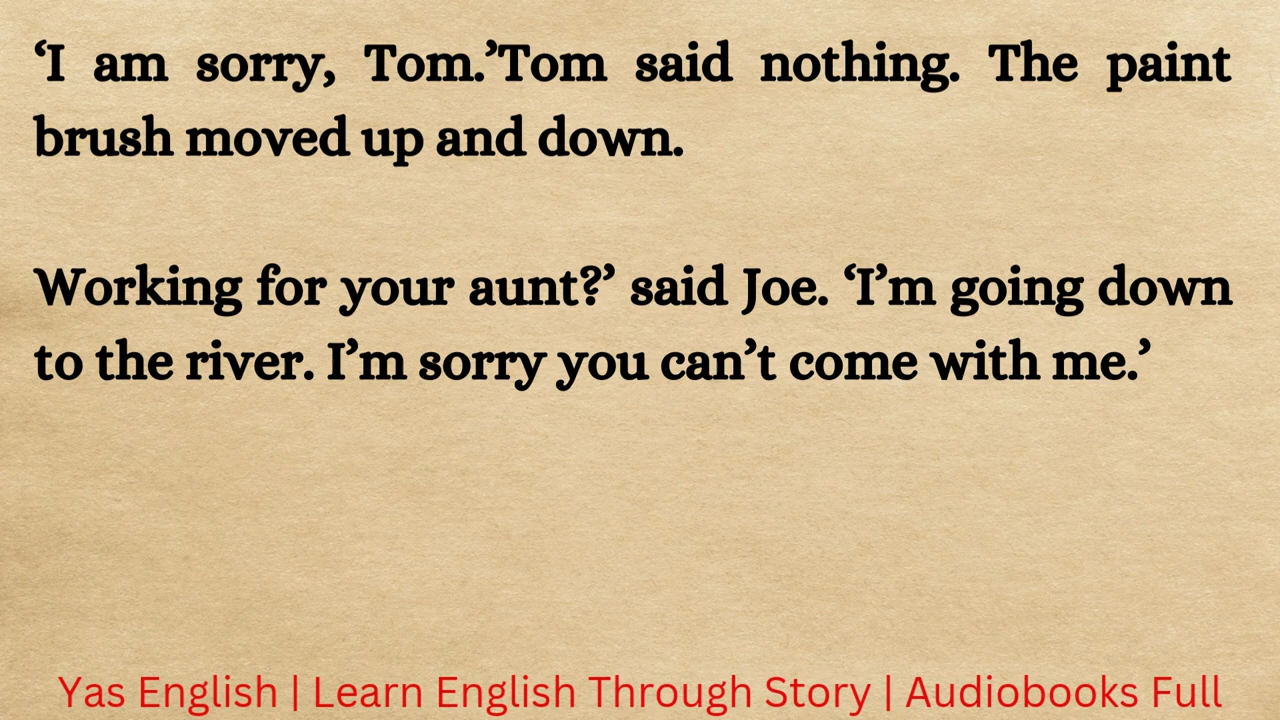 ‘I am sorry, Tom.’Tom said nothing. The paint
brush moved up and down.
Working for your aunt?’ said Joe. ‘I’m going down
to the river. I’m sorry you can’t come with me.’
Yas English | Learn English Through Story | Audiobooks Full